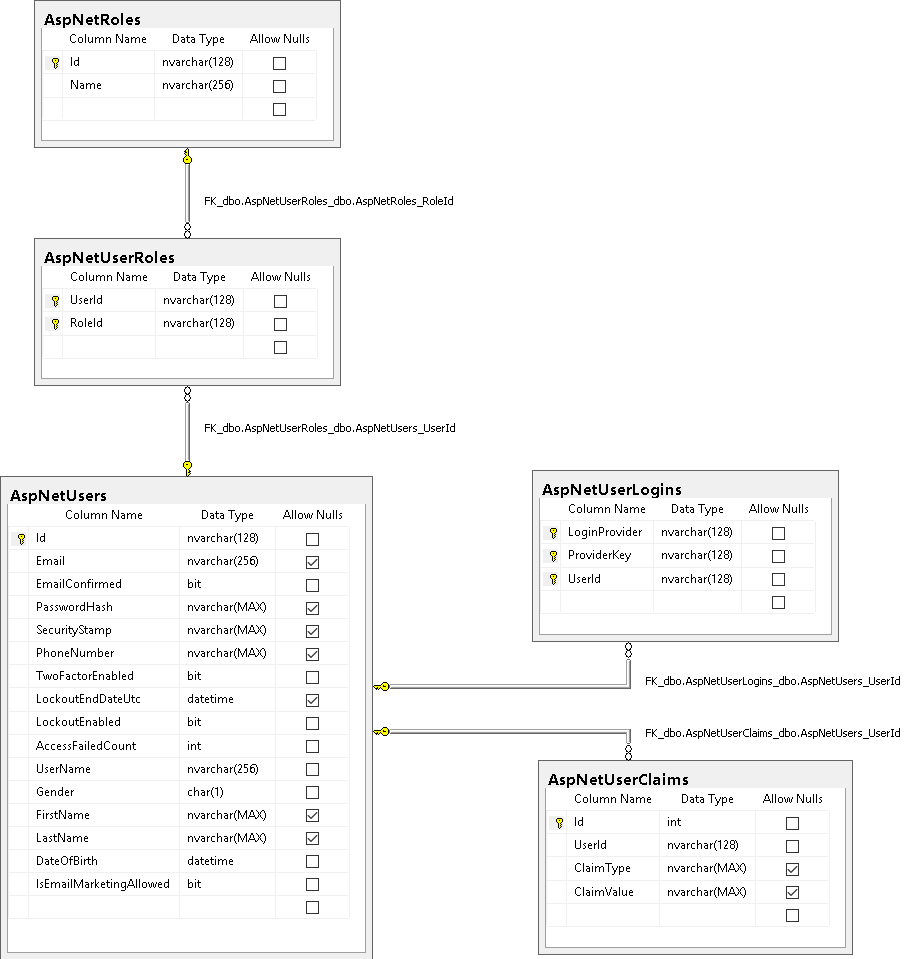 AspNetRoles
Column Name Data Type Allow Nulls
Id nvarchar(128)
Name nvarchar(256)
FK_dbo.AspNetUserRoles_dbo.AspNetRoles_RoleId
AspNetUserRoles
Column Name Data Type Allow Nulls
UserId nvarchar(128)
RoleId nvarchar(128)
FK_dbo.AspNetUserRoles_dbo.AspNetUsers_UserId
AspNetUsers
Column Name Data Type Allow Nulls
Id nvarchar(128)
Email nvarchar(256)
EmailConfirmed bit
PasswordHash nvarchar(MAX)
SecurityStamp nvarchar(MAX)
PhoneNumber nvarchar(MAX)
TwoFactorEnabled bit
LockoutEndDateUtc datetime
LockoutEnabled bit
AccessFailedCount int
UserName nvarchar(256)
Gender char(1)
FirstName nvarchar(MAX)
LastName nvarchar(MAX)
DateOfBirth datetime
IsEmailMarketingAllowed bit
AspNetUserLogins
Column Name Data Type Allow Nulls
LoginProvider nvarchar(128)
ProviderKey nvarchar(128)
UserId nvarchar(128)
FK_dbo.AspNetUserLogins_dbo.AspNetUsers_UserId
FK_dbo.AspNetUserClaims_dbo.AspNetUsers_UserId
AspNetUserClaims
Column Name Data Type Allow Nulls
Id int
UserId nvarchar(128)
ClaimType nvarchar(MAX)
ClaimValue nvarchar(MAX)